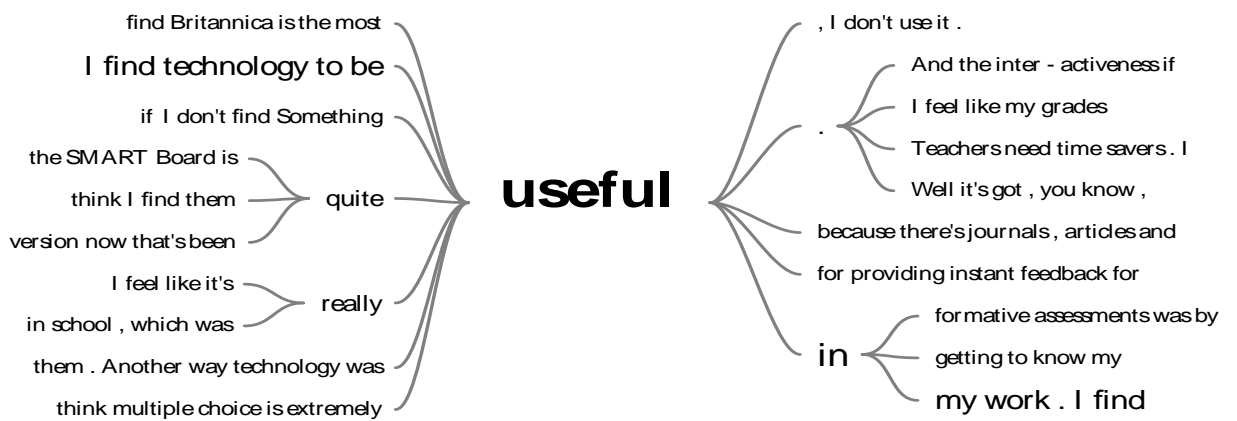 find Britannica is the most
I find technology to be
if I don't find Something
the SMART Board is
think I find them
version now that's been
quite
I feel like it's
in school , which was
really
them . Another way technology was
think multiple choice is extremely
useful
, I don't use it .
.
And the inter - activeness if
I feel like my grades
Teachers need time savers . I
Well it's got , you know ,
because there's journals , articles and
for providing instant feedback for
in
formative assessments was by
getting to know my
my work . I find